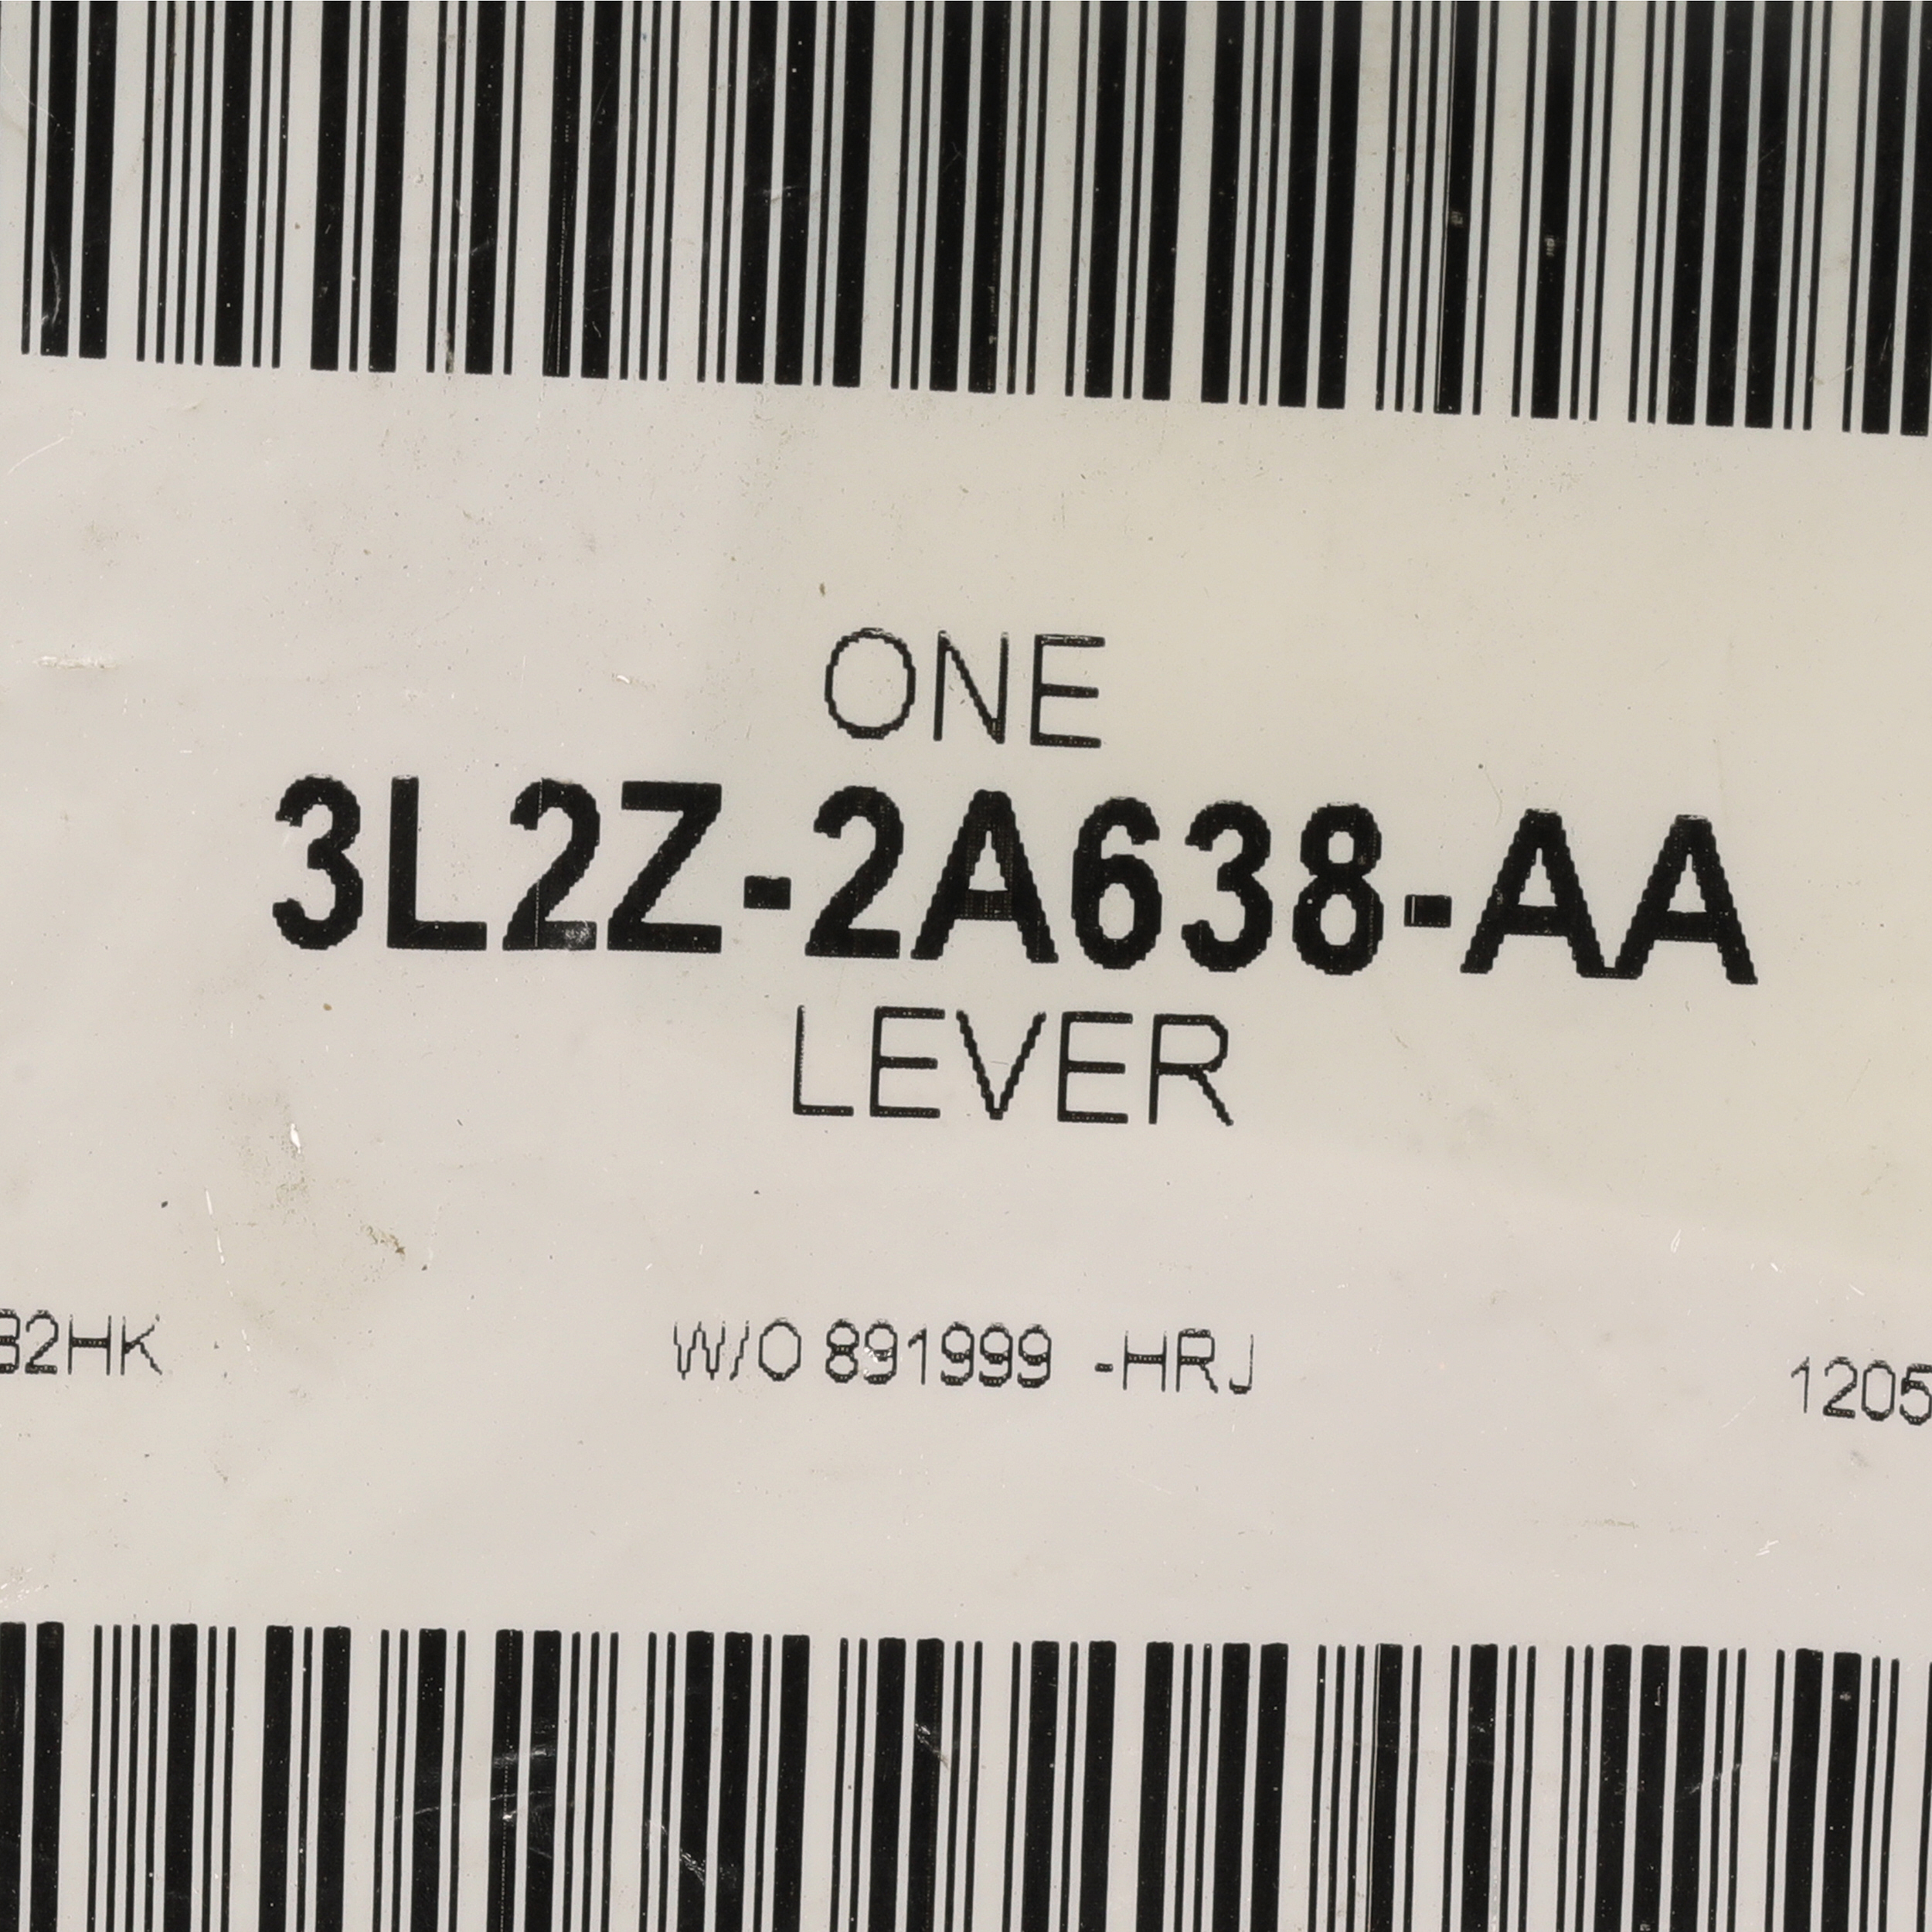 ONE
3L2Z-2A638-AA
LEVER
32HK W/O 891999 -HRJ 1205